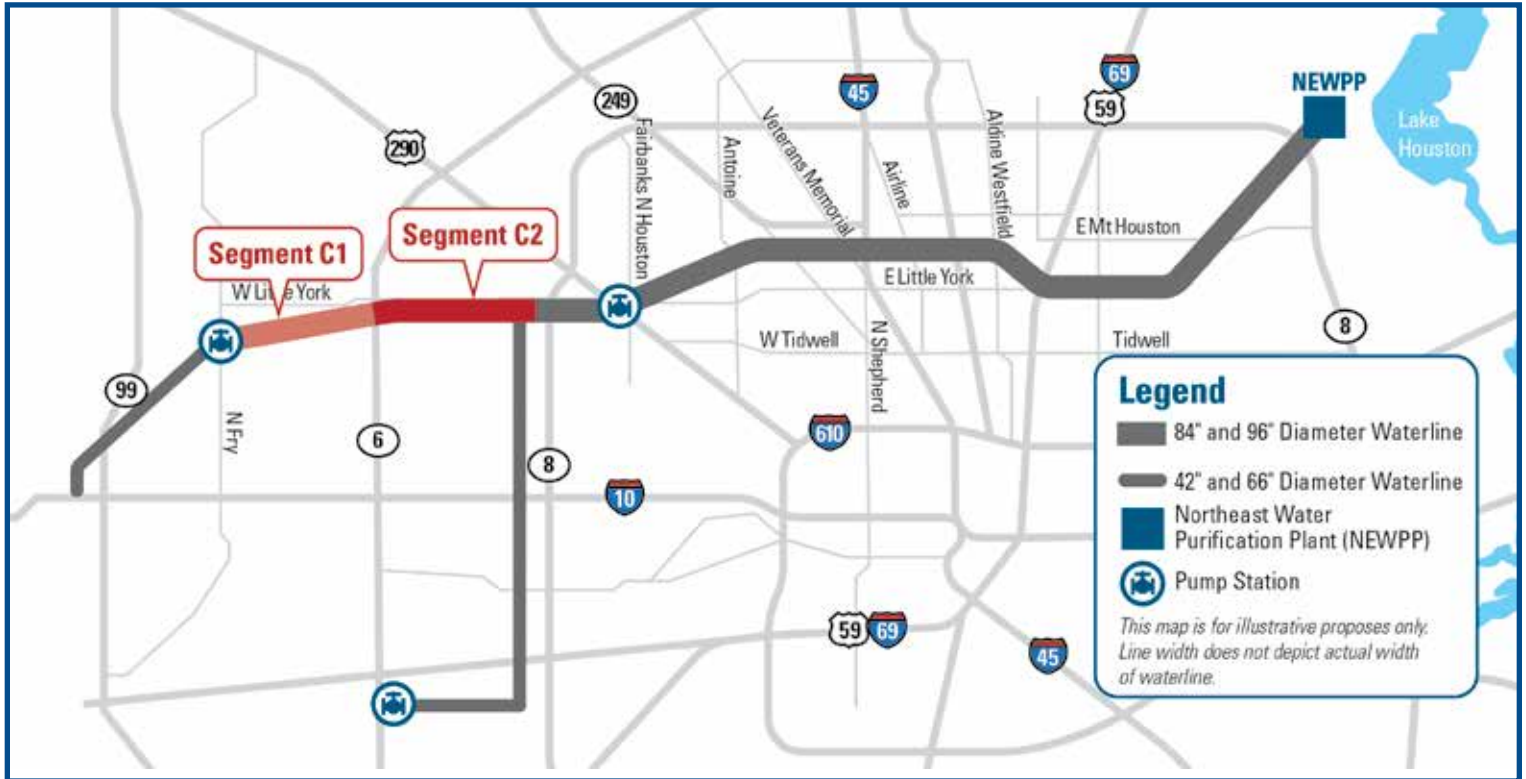 69
NEWPP
45
59
249
Lake
Houston
290
Fairbanks N Houston
Antoine
Veterans Memorial
Airline
Aldine Westfield
E Mt Houston
Segment C2
Segment C1
W Little York
E Little York
8
W Tidwell
N Shepherd
Tidwell
99
N Fry
6
610
8
10
59
69
45
Legend
84" and 96" Diameter Waterline
42" and 66" Diameter Waterline
Northeast Water
Purification Plant (NEWPP)
Pump Station
This map is for illustrative proposes only.
Line width does not depict actual width
of waterline.